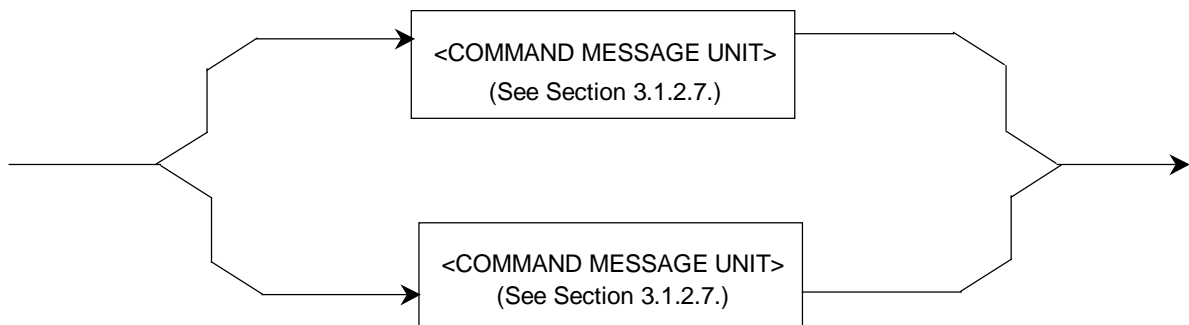 <COMMAND MESSAGE UNIT>
(See Section 3.1.2.7.)
<COMMAND MESSAGE UNIT>
(See Section 3.1.2.7.)